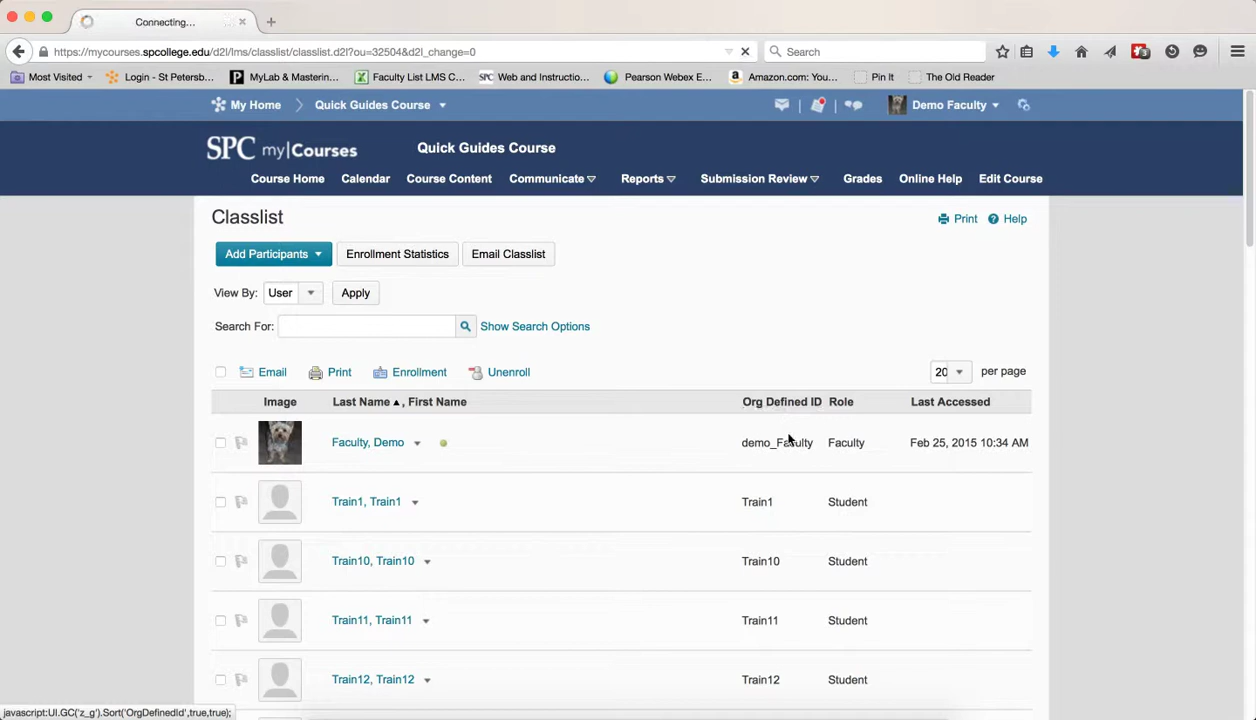 Connecting...
https://mycourses.spcollege.edu/d2l/lms/classlist/classlist.d2l?ou=32504&d2l_change=0
Search
Most Visited
Login - St Petersb...
MyLab & Masterin...
Faculty List LMS C...
SPC Web and Instructio...
Pearson Webex E...
Amazon.com: You...
Pin It
The Old Reader
My Home
Quick Guides Course
Demo Faculty
SPC my|Courses
Quick Guides Course
Course Home Calendar Course Content Communicate Reports Submission Review Grades Online Help Edit Course
Classlist
Print Help
Add Participants Enrollment Statistics Email Classlist
View By: User Apply
Search For: Show Search Options
Email Print Enrollment Unenroll
20 per page
Image Last Name , First Name Org Defined ID Role Last Accessed
Faculty, Demo demo_Faculty Faculty Feb 25, 2015 10:34 AM
Train1, Train1 Train1 Student
Train10, Train10 Train10 Student
Train11, Train11 Train11 Student
Train12, Train12 Train12 Student
javascript:UI.GC('z_g').Sort('OrgDefinedId',true,true);